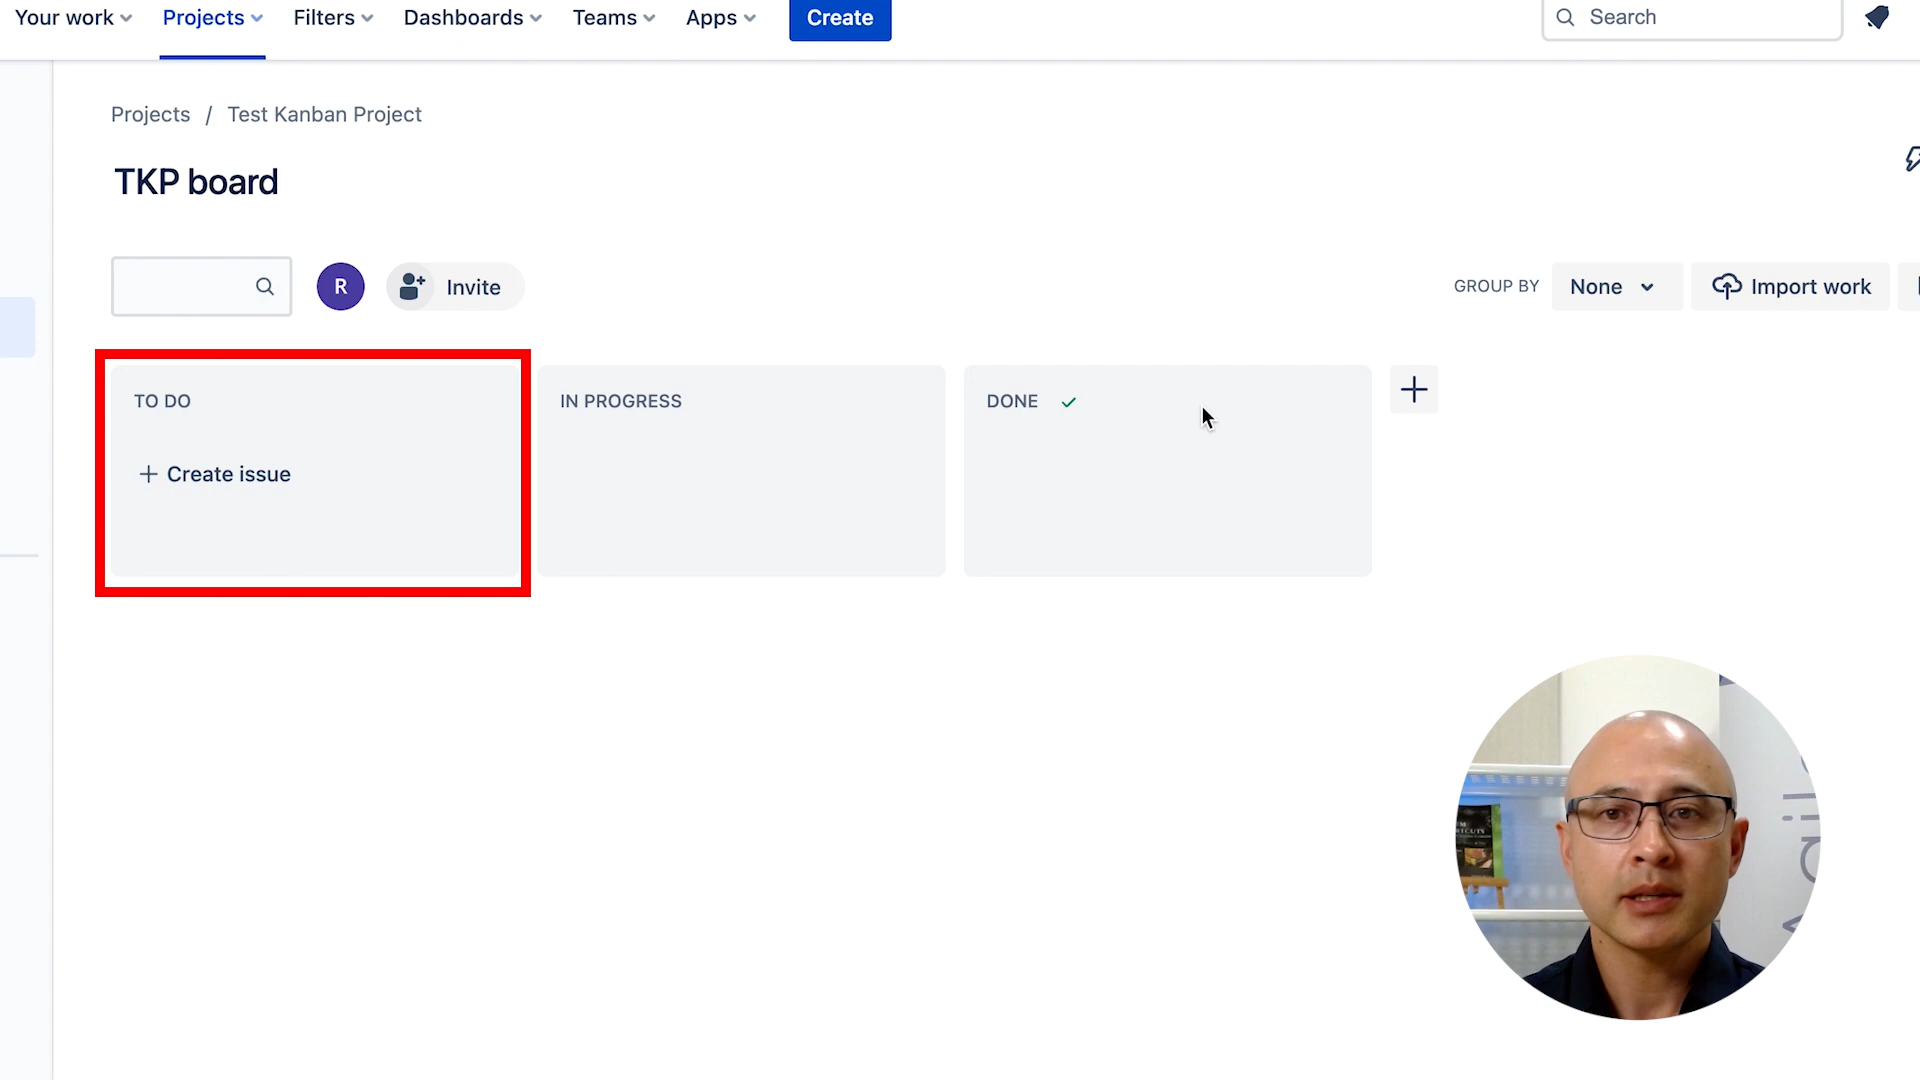 Your work Projects Filters Dashboards Teams Apps Create Search
Projects / Test Kanban Project
TKP board
R Invite GROUP BY None Import work
TO DO IN PROGRESS DONE
+ Create issue